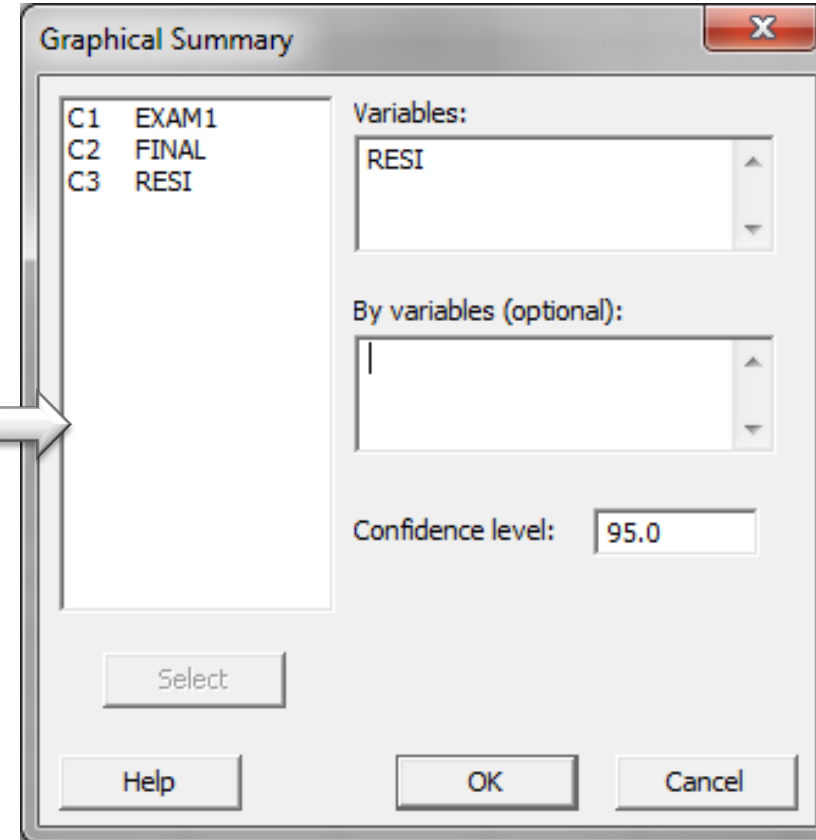 Graphical Summary
C1 EXAM1
C2 FINAL
C3 RESI
Variables:
RESI
By variables (optional):
Confidence level:
95.0
Select
Help
OK
Cancel